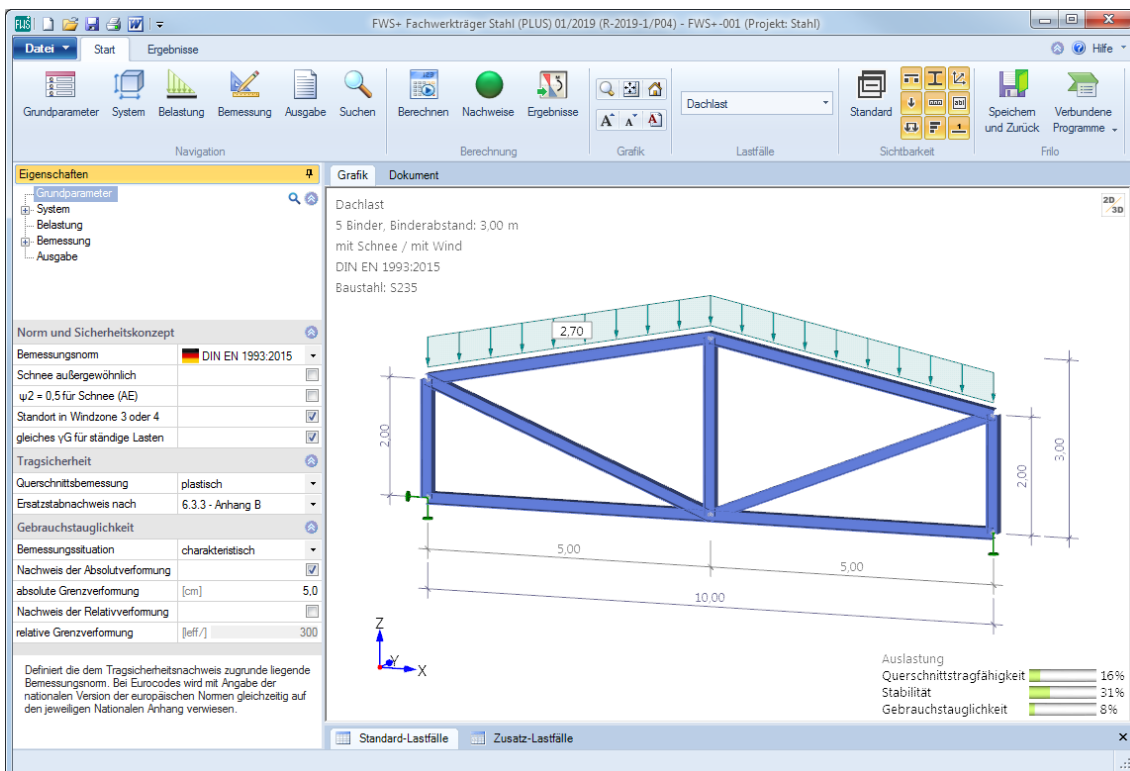 FWS+ Fachwerkträger Stahl (PLUS) 01/2019 (R-2019-1/P04) - FWS+-001 (Projekt: Stahl)
Datei Start Ergebnisse Hilfe
Grundparameter System Belastung Bemessung Ausgabe Suchen Berechnen Nachweise Ergebnisse Dachlast Standard Speichern und Zurück Verbundene Programme
Navigation Berechnung Grafik Lastfälle Sichtbarkeit Frilo
Eigenschaften
Grundparameter
System
Belastung
Bemessung
Ausgabe
Norm und Sicherheitskonzept
Bemessungsnorm DIN EN 1993:2015
Schnee außergewöhnlich
ψ2 = 0,5 für Schnee (AE)
Standort in Windzone 3 oder 4
gleiches γG für ständige Lasten
Tragsicherheit
Querschnittsbemessung plastisch
Ersatzstabnachweis nach 6.3.3 - Anhang B
Gebrauchstauglichkeit
Bemessungssituation charakteristisch
Nachweis der Absolutverformung
absolute Grenzverformung [cm] 5,0
Nachweis der Relativverformung
relative Grenzverformung [leff/] 300
Definiert die dem Tragsicherheitsnachweis zugrunde liegende
Bemessungsnorm. Bei Eurocodes wird mit Angabe der
nationalen Version der europäischen Normen gleichzeitig auf
den jeweiligen Nationalen Anhang verwiesen.
Grafik Dokument
Dachlast
5 Binder, Binderabstand: 3,00 m
mit Schnee / mit Wind
DIN EN 1993:2015
Baustahl: S235
2D/
3D
2,70
2,00
2,00
3,00
5,00
5,00
10,00
Z
Y
X
Auslastung
Querschnittstragfähigkeit 16%
Stabilität 31%
Gebrauchstauglichkeit 8%
Standard-Lastfälle Zusatz-Lastfälle